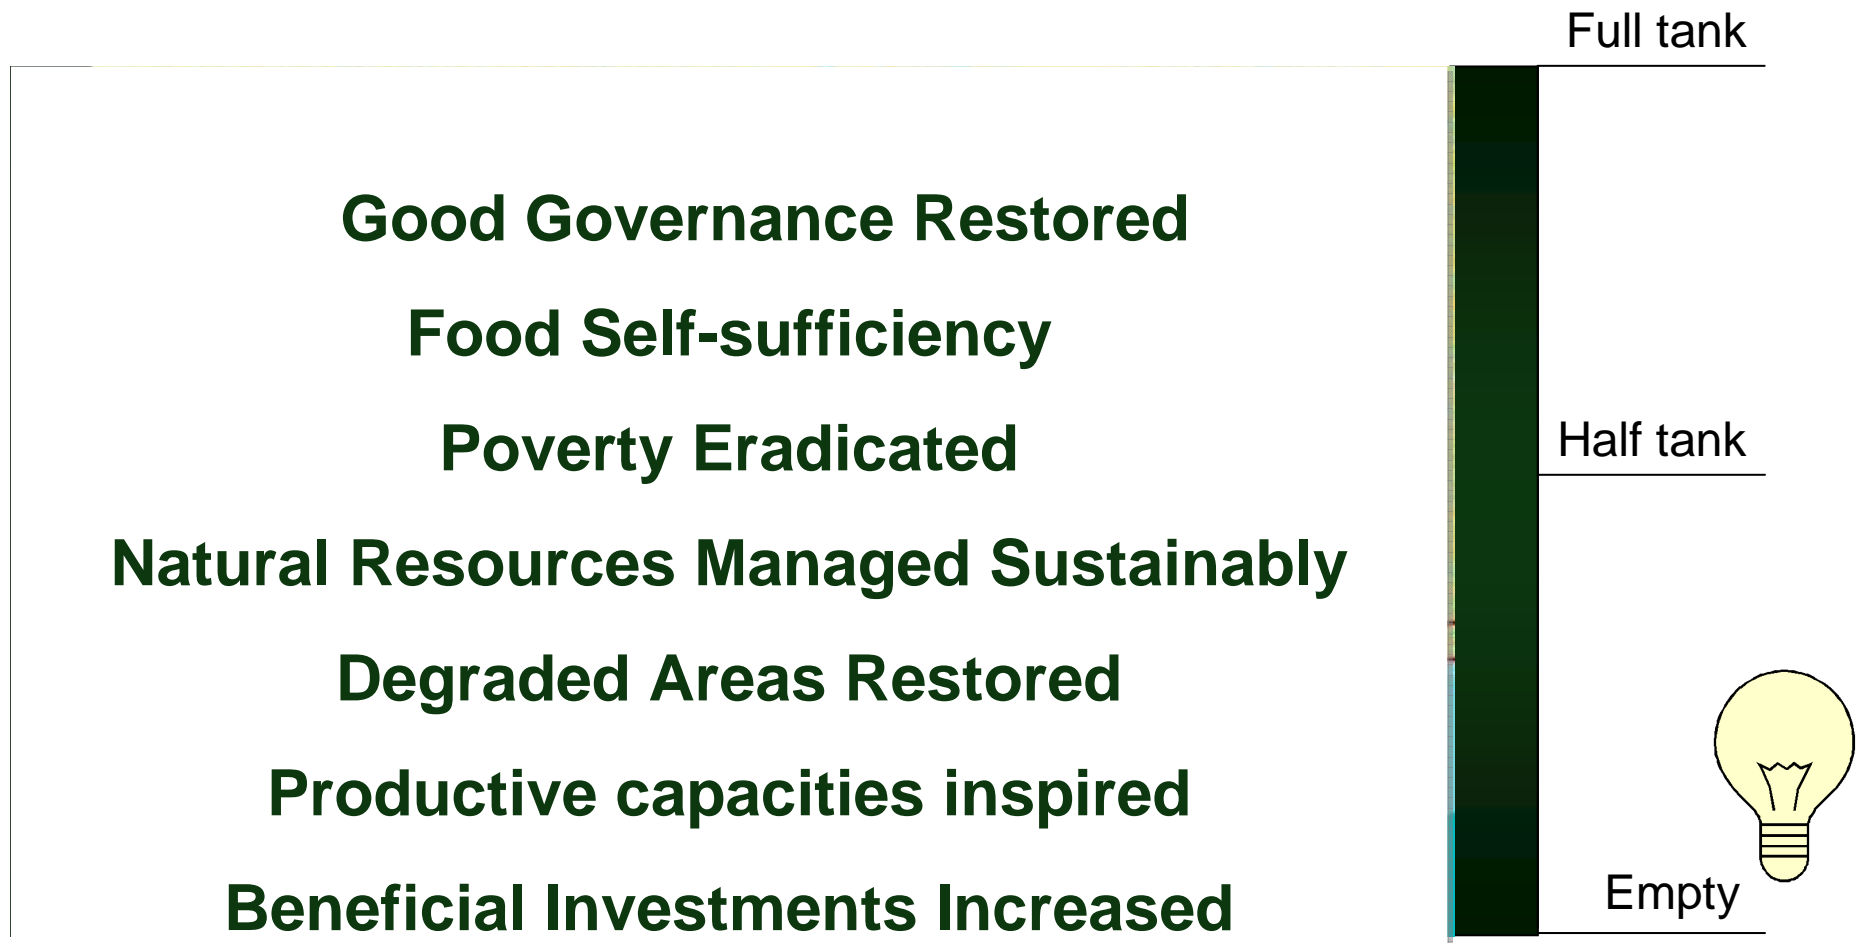 Full tank
Good Governance Restored
Food Self-sufficiency
Poverty Eradicated
Half tank
Natural Resources Managed Sustainably
Degraded Areas Restored
Productive capacities inspired
Beneficial Investments Increased
Empty